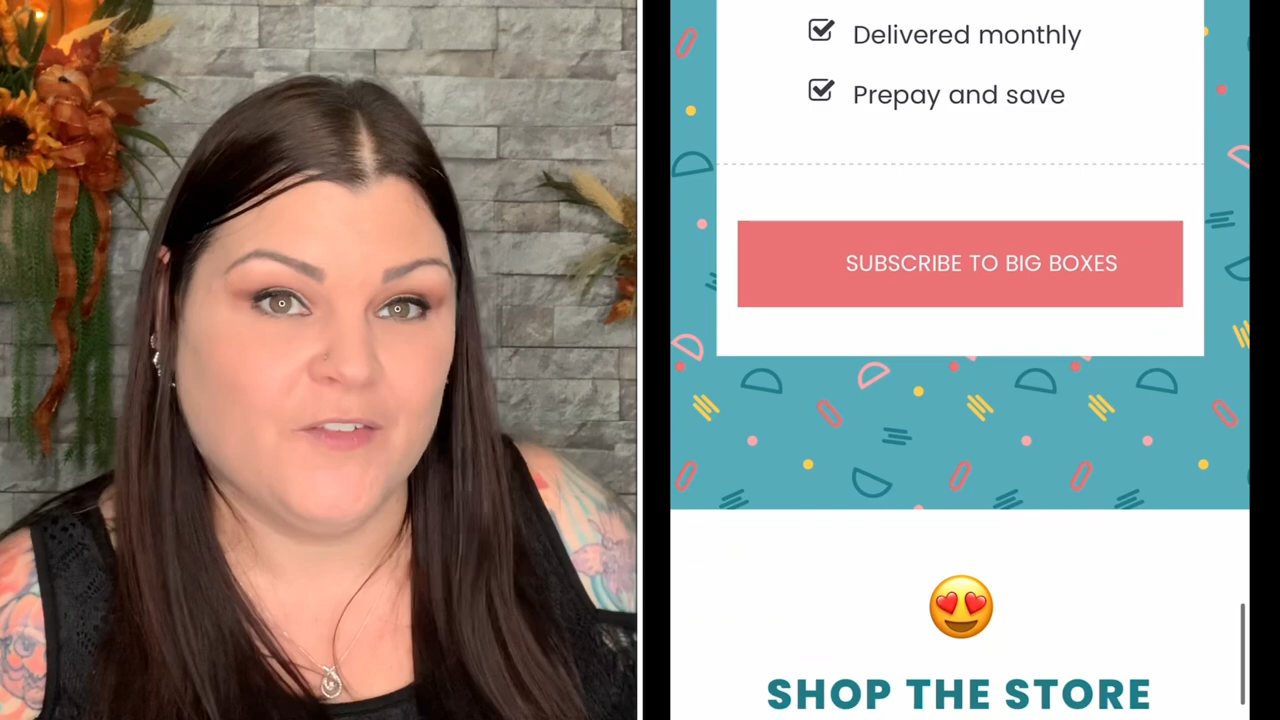 Delivered monthly
Prepay and save
SUBSCRIBE TO BIG BOXES
SHOP THE STORE